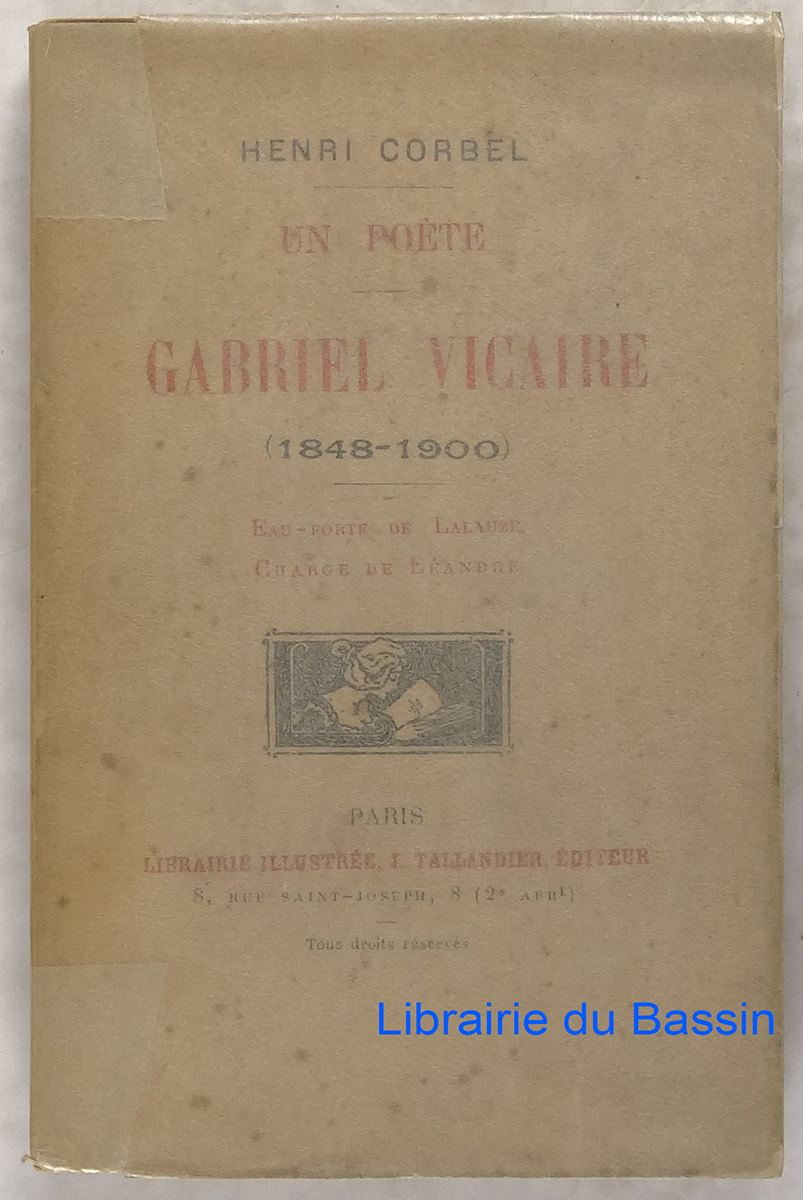 HENRI CORBEL
UN POÈTE
GABRIEL VICAIRE
(1848-1900)
EAU-FORTE DE LALAUZE
CHARGE DE LÉANDRE
PARIS
LIBRAIRIE ILLUSTRÉE, J. TALLANDIER, ÉDITEUR
8, RUE SAINT-JOSEPH, 8 (2e ARRt)
Tous droits réservés
Librairie du Bassin